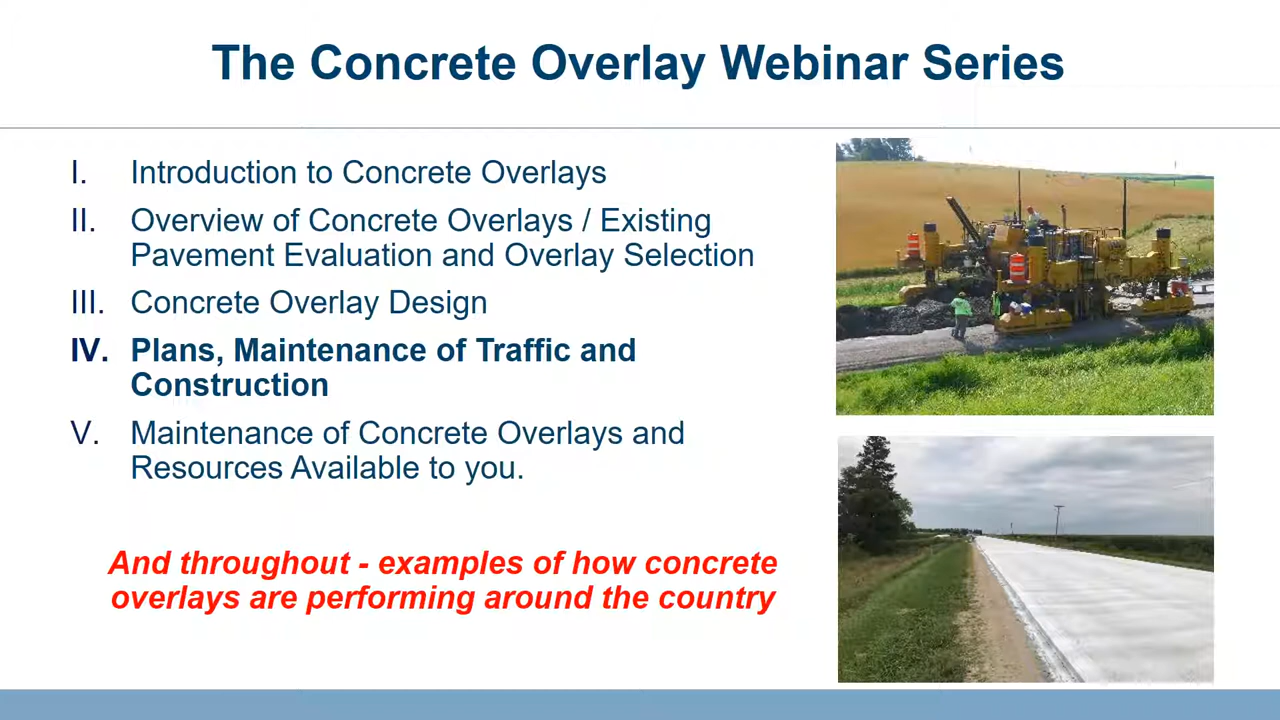 The Concrete Overlay Webinar Series
I. Introduction to Concrete Overlays
II. Overview of Concrete Overlays / Existing
Pavement Evaluation and Overlay Selection
III. Concrete Overlay Design
IV. Plans, Maintenance of Traffic and
Construction
V. Maintenance of Concrete Overlays and
Resources Available to you.
And throughout - examples of how concrete
overlays are performing around the country